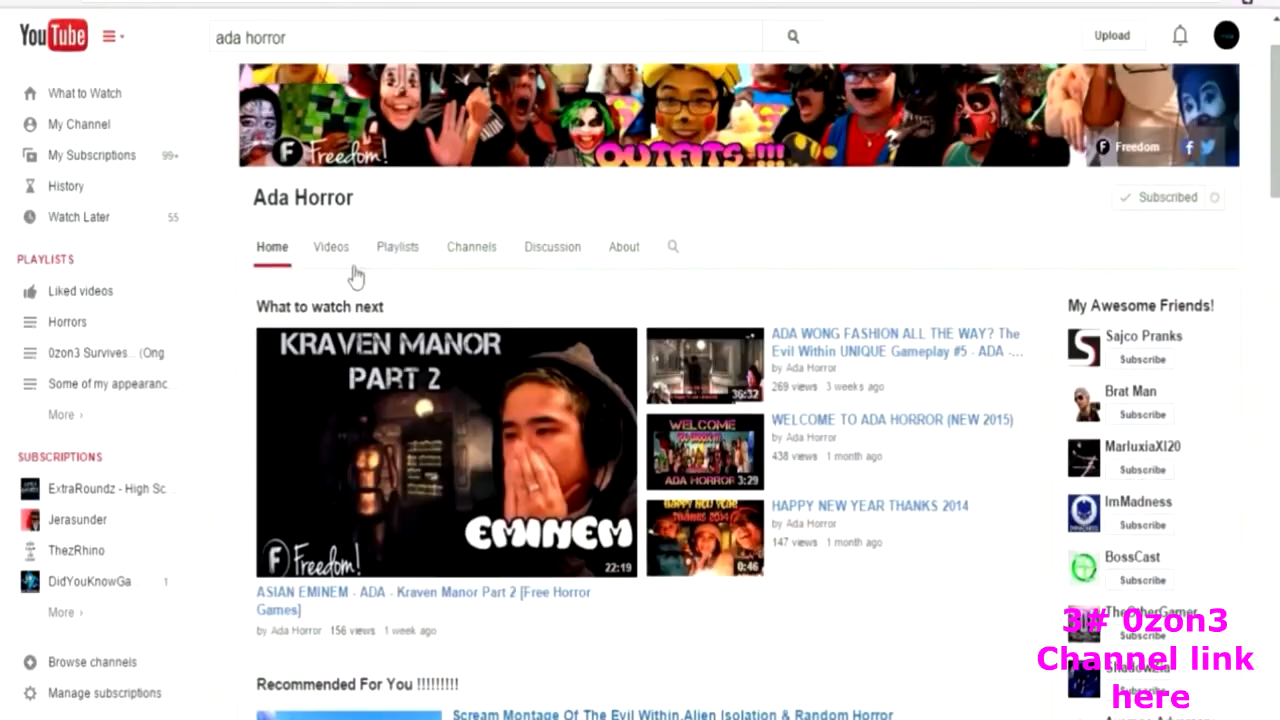 YouTube
ada horror
Upload
What to Watch
My Channel
My Subscriptions 99+
History
Watch Later 55
PLAYLISTS
Liked videos
Horrors
0zon3 Survives... (Ong
Some of my appearanc
More ›
SUBSCRIPTIONS
ExtraRoundz - High Sc
Jerasunder
ThezRhino
DidYouKnowGa 1
More ›
Browse channels
Manage subscriptions
F Freedom!
OUTFITS !!!
F Freedom
Ada Horror
Subscribed
Home Videos Playlists Channels Discussion About
What to watch next
KRAVEN MANOR
PART 2
EMINEM
F Freedom!
22:19
ASIAN EMINEM - ADA - Kraven Manor Part 2 [Free Horror
Games]
by Ada Horror 156 views 1 week ago
36:32
ADA WONG FASHION ALL THE WAY? The
Evil Within UNIQUE Gameplay #5 - ADA -...
by Ada Horror
269 views 3 weeks ago
WELCOME
ADA HORROR 3:29
WELCOME TO ADA HORROR (NEW 2015)
by Ada Horror
438 views 1 month ago
HAPPY NEW YEAR
THANKS 2014
0:46
HAPPY NEW YEAR THANKS 2014
by Ada Horror
147 views 1 month ago
Recommended For You !!!!!!!!!
Scream Montage Of The Evil Within,Alien Isolation & Random Horror
My Awesome Friends!
Sajco Pranks
Subscribe
Brat Man
Subscribe
MarluxiaXI20
Subscribe
ImMadness
Subscribe
BossCast
Subscribe
TheOtherGamer
Subscribe
Subscribe
3# 0zon3
Channel link
here